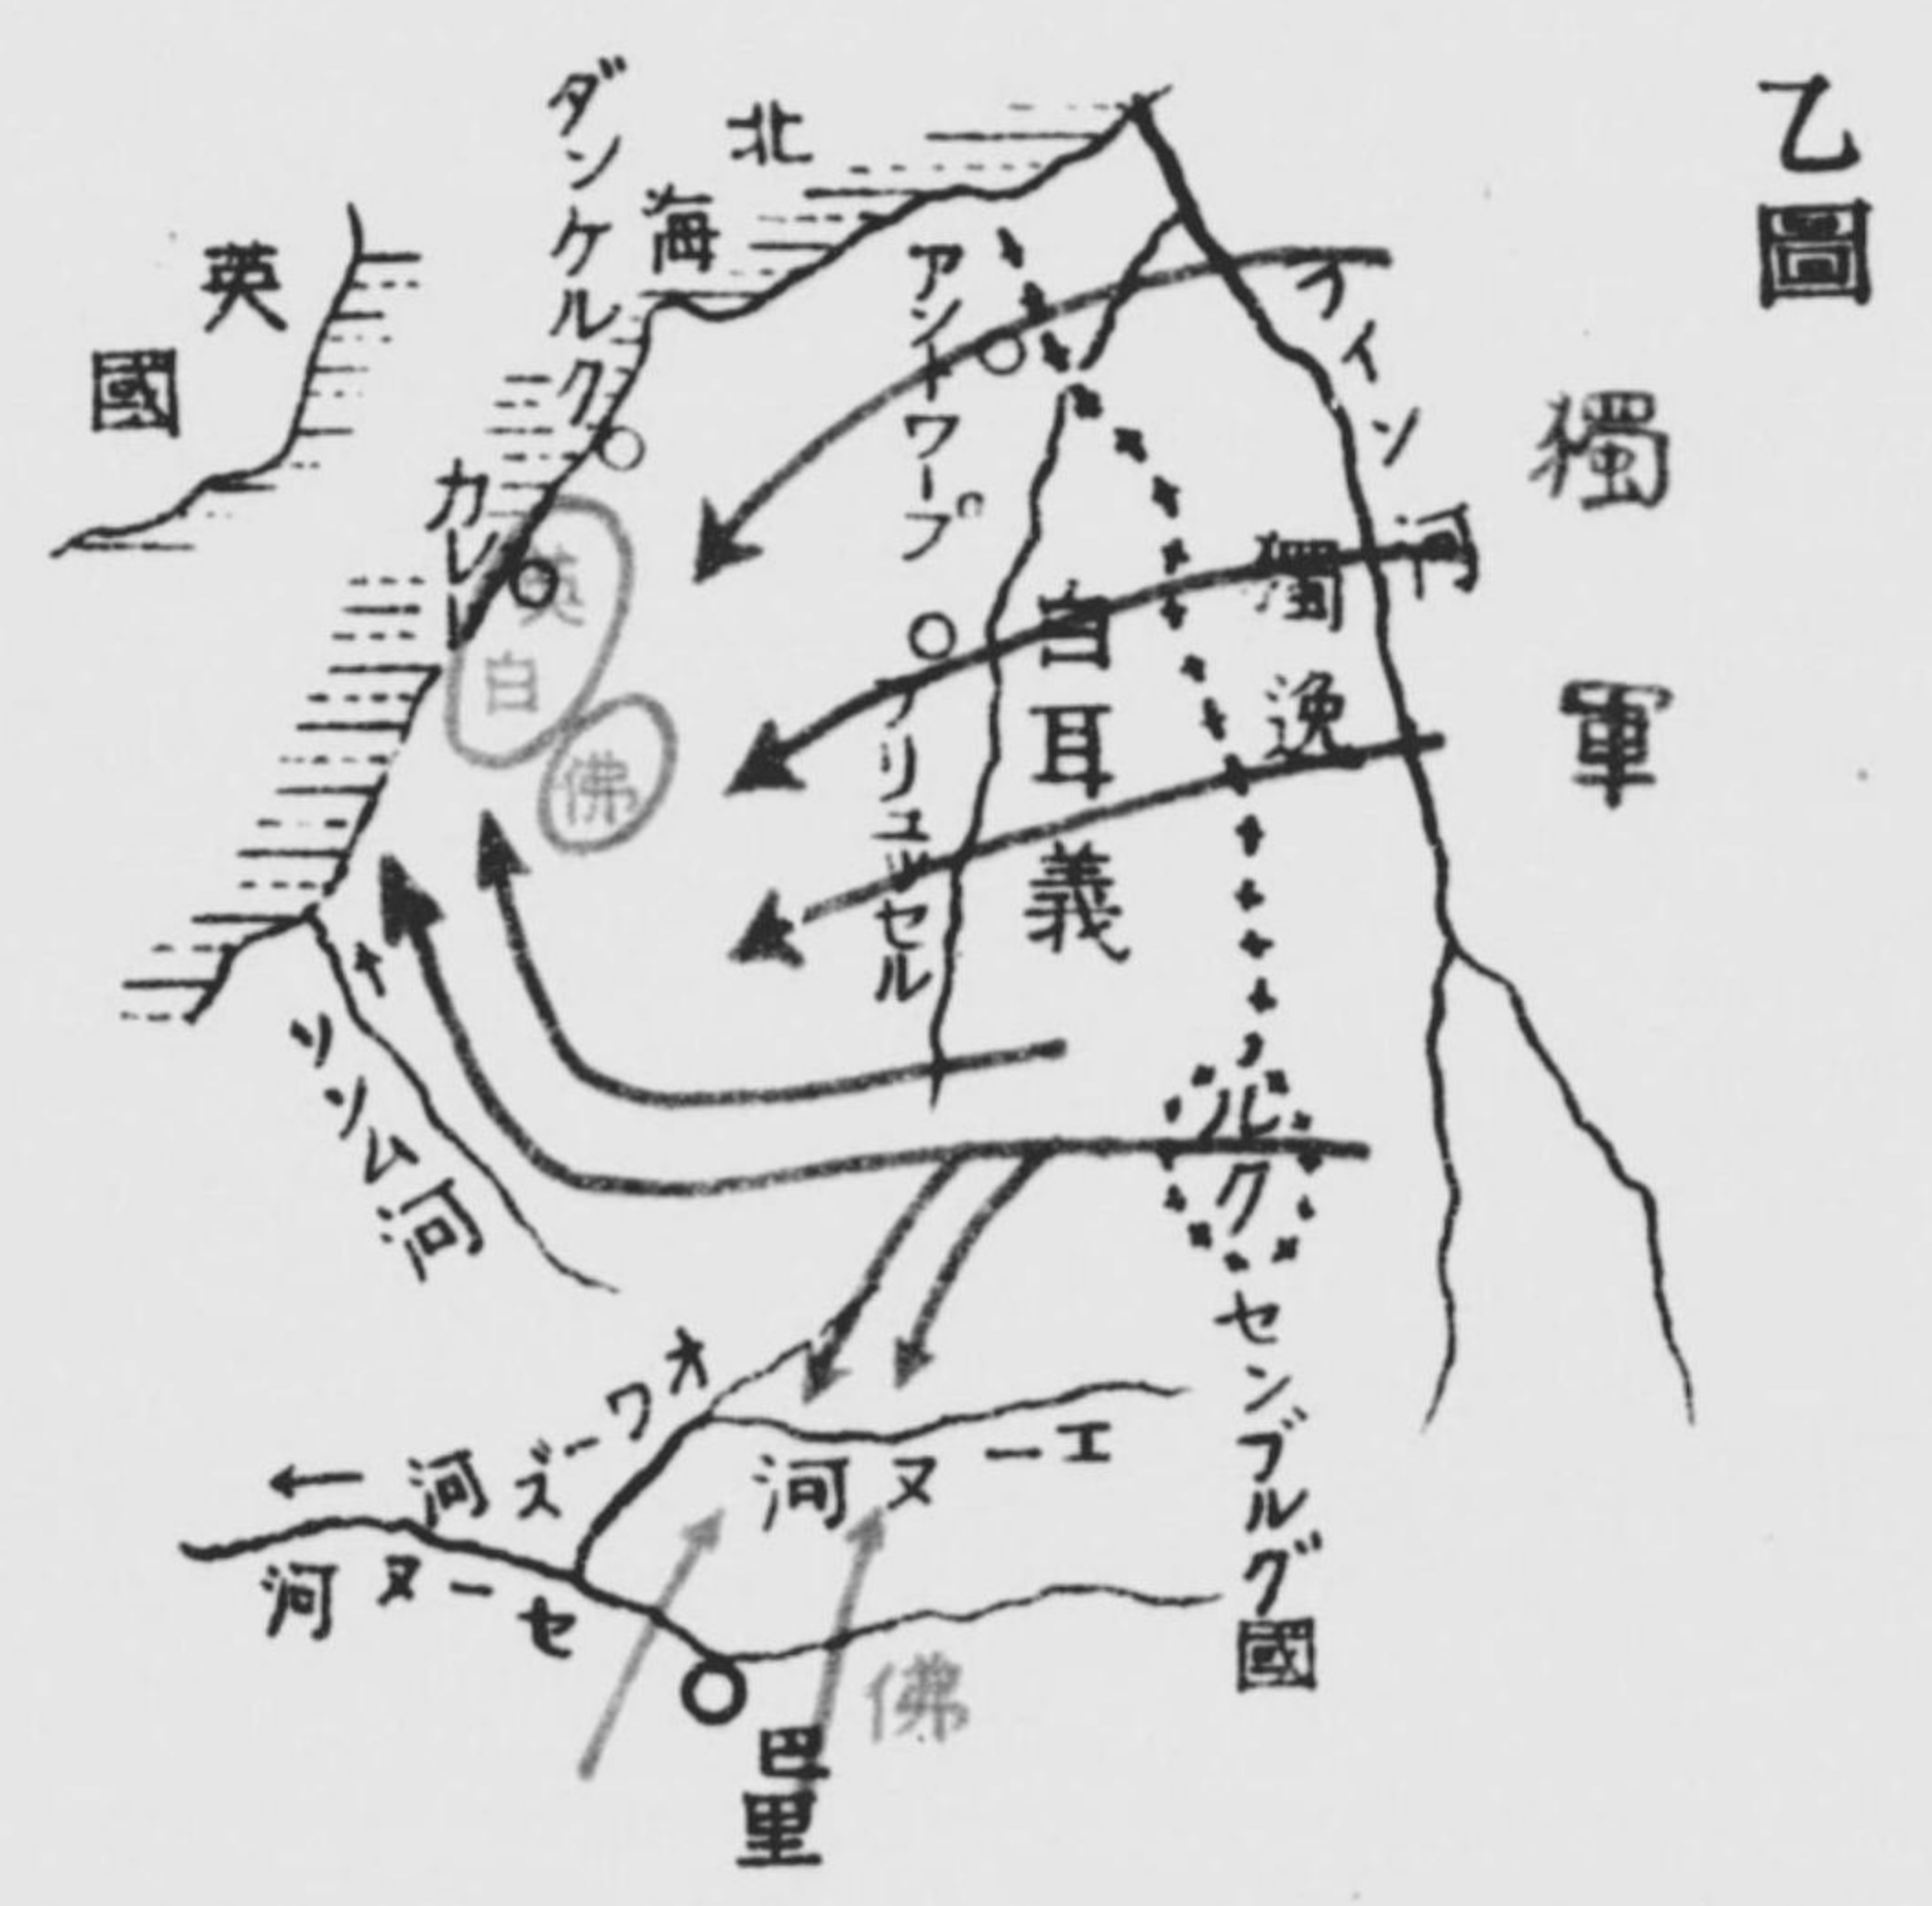 乙圖
獨軍
ライン河
獨逸
白耳義
ルクセンブルグ國
北海
アントワープ
ブリュッセル
ダンケルク
カレー
英國
英
白
佛
ソンム河
オワーズ河
エーヌ河
セーヌ河
佛
巴里